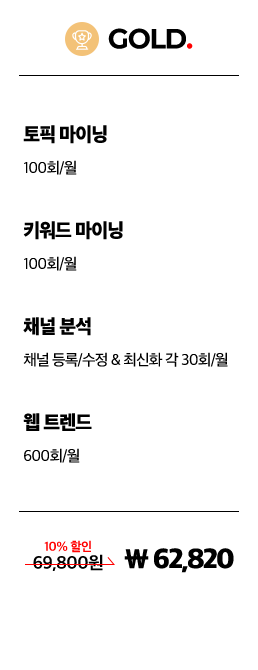 GOLD.
토픽 마이닝
100회/월
키워드 마이닝
100회/월
채널 분석
채널 등록/수정 & 최신화 각 30회/월
웹 트렌드
600회/월
10% 할인
69,800원 ₩ 62,820